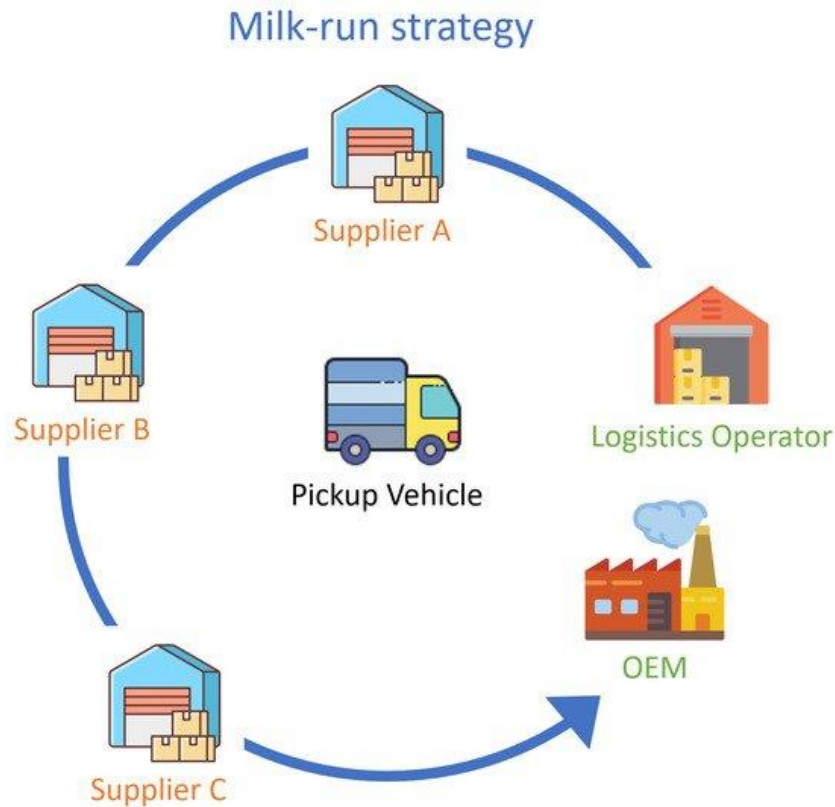 Milk-run strategy
Supplier A
Supplier B
Logistics Operator
Pickup Vehicle
OEM
Supplier C